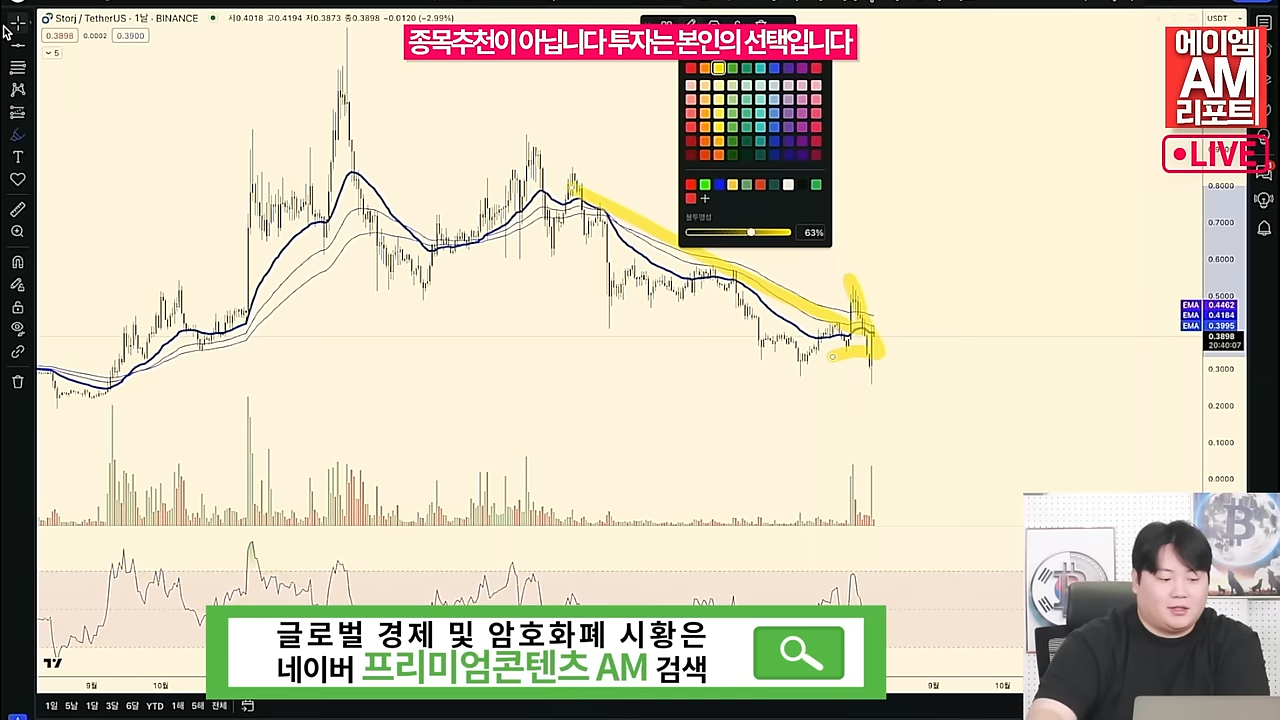 Storj / TetherUS · 1날 · BINANCE
시0.4018 고0.4194 저0.3873 종0.3898 −0.0120 (−2.99%)
USDT
0.3898
0.0002
0.3900
5
종목추천이 아닙니다 투자는 본인의 선택입니다
에이엠
AM
리포트
LIVE
불투명성
63%
0.8000
0.7000
0.6000
0.5000
EMA 0.4462
EMA 0.4184
EMA 0.3995
0.3898
20:40:07
0.3000
0.2000
0.1000
0.0000
글로벌 경제 및 암호화폐 시황은
네이버 프리미엄콘텐츠 AM 검색
9월
10월
9월
10월
1일 5날 1달 3달 6달 YTD 1해 5해 전체